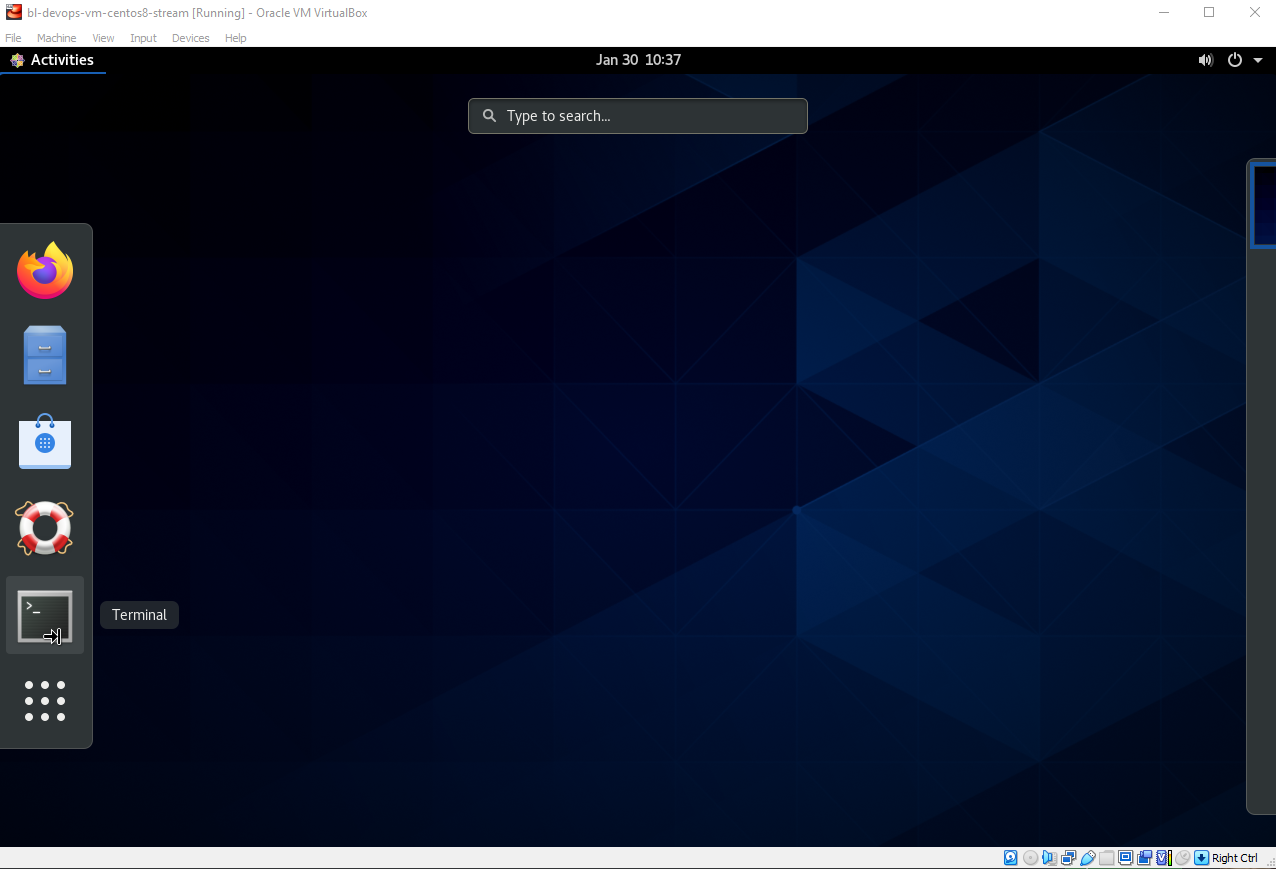 bl-devops-vm-centos8-stream [Running] - Oracle VM VirtualBox
File Machine View Input Devices Help
Activities
Jan 30 10:37
Type to search...
>_
Terminal
Right Ctrl